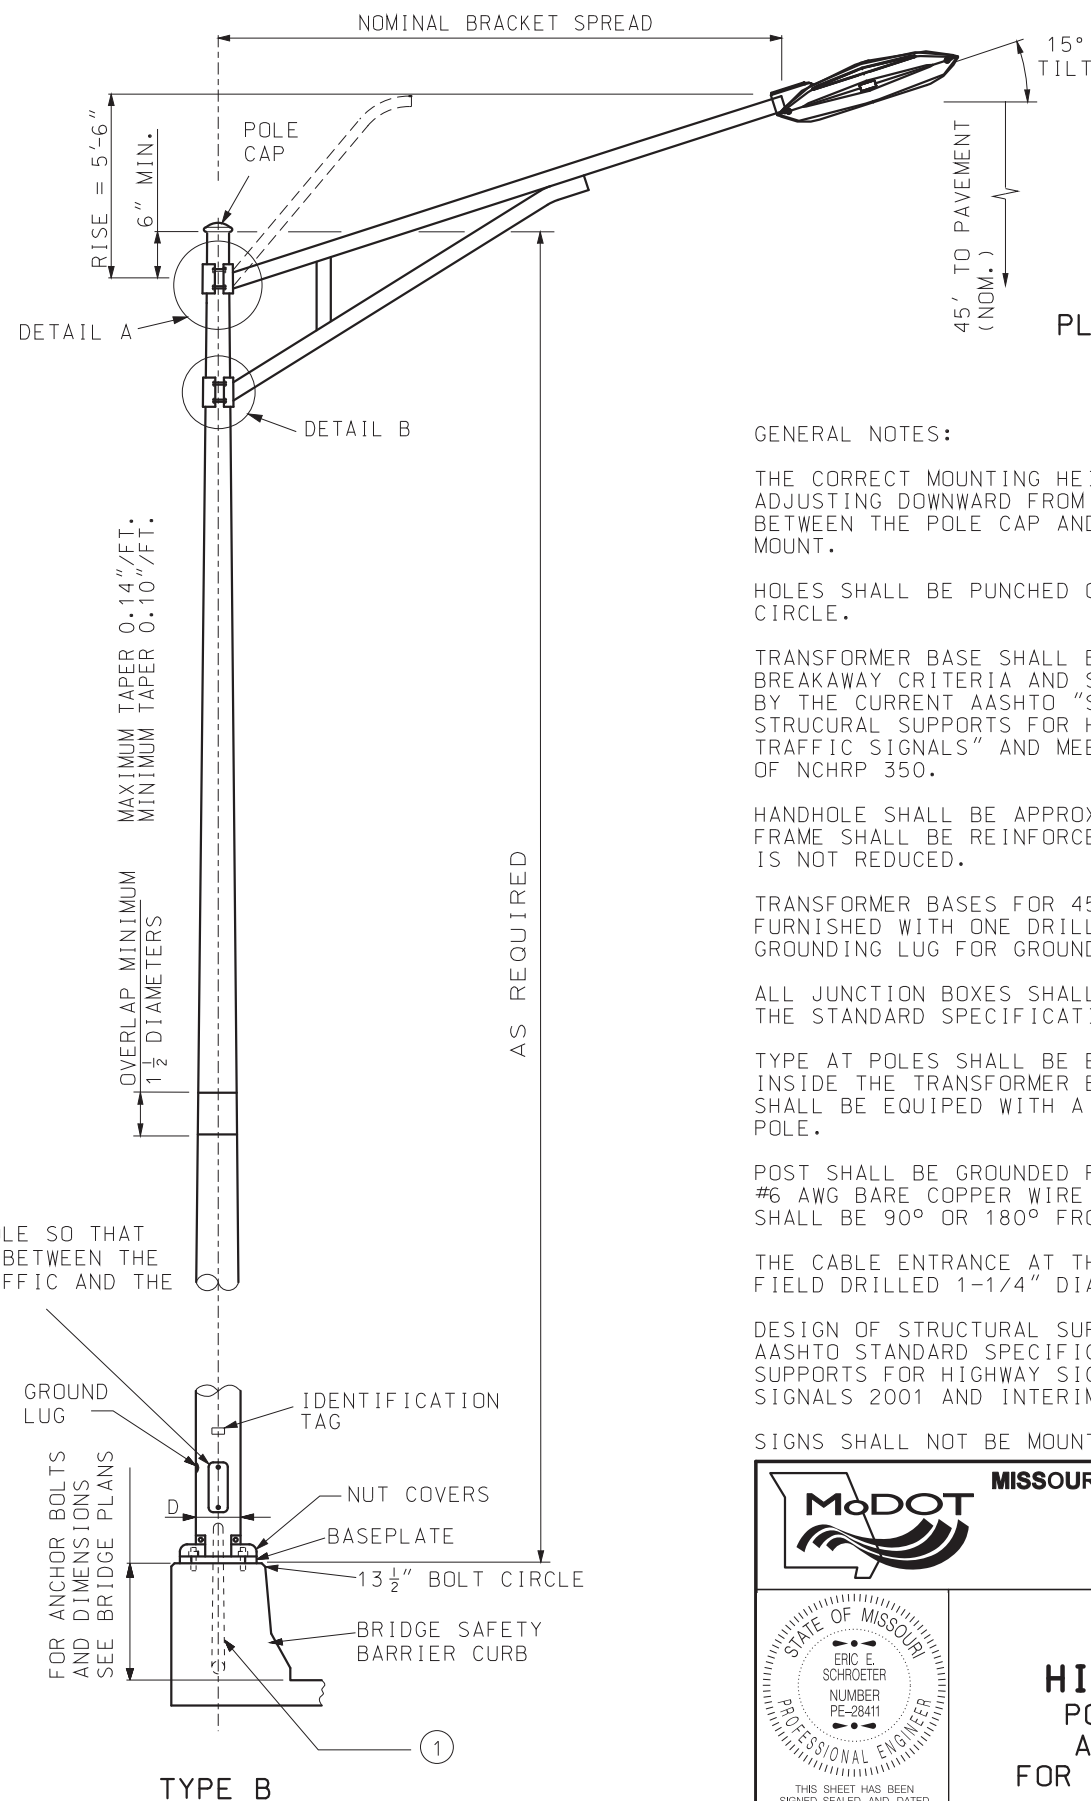 NOMINAL BRACKET SPREAD
15°
TILT
RISE = 5'-6"
6" MIN.
POLE
CAP
45' TO PAVEMENT
(NOM.)
DETAIL A
DETAIL B
MAXIMUM TAPER 0.14"/FT.
MINIMUM TAPER 0.10"/FT.
OVERLAP MINIMUM
1 1/2 DIAMETERS
AS REQUIRED
LE SO THAT
BETWEEN THE
FFIC AND THE
GROUND
LUG
IDENTIFICATION
TAG
FOR ANCHOR BOLTS
AND DIMENSIONS
SEE BRIDGE PLANS
D
NUT COVERS
BASEPLATE
13 1/2" BOLT CIRCLE
BRIDGE SAFETY
BARRIER CURB
1
TYPE B
PL
GENERAL NOTES:
THE CORRECT MOUNTING HEI
ADJUSTING DOWNWARD FROM
BETWEEN THE POLE CAP AND
MOUNT.
HOLES SHALL BE PUNCHED
CIRCLE.
TRANSFORMER BASE SHALL
BREAKAWAY CRITERIA AND S
BY THE CURRENT AASHTO "S
STRUCURAL SUPPORTS FOR H
TRAFFIC SIGNALS" AND MEE
OF NCHRP 350.
HANDHOLE SHALL BE APPROX
FRAME SHALL BE REINFORCE
IS NOT REDUCED.
TRANSFORMER BASES FOR 45
FURNISHED WITH ONE DRILL
GROUNDING LUG FOR GROUND
ALL JUNCTION BOXES SHALL
THE STANDARD SPECIFICATI
TYPE AT POLES SHALL BE E
INSIDE THE TRANSFORMER
SHALL BE EQUIPED WITH A
POLE.
POST SHALL BE GROUNDED
#6 AWG BARE COPPER WIRE
SHALL BE 90° OR 180° FRO
THE CABLE ENTRANCE AT TH
FIELD DRILLED 1-1/4" DIA
DESIGN OF STRUCTURAL SUP
AASHTO STANDARD SPECIFIC
SUPPORTS FOR HIGHWAY SIG
SIGNALS 2001 AND INTERIM
SIGNS SHALL NOT BE MOUNT
MoDOT
MISSOUR
STATE OF MISSOURI
ERIC E.
SCHROETER
NUMBER
PE-28411
PROFESSIONAL ENGINEER
THIS SHEET HAS BEEN
SIGNED, SEALED AND DATED
HI
PO
A
FOR